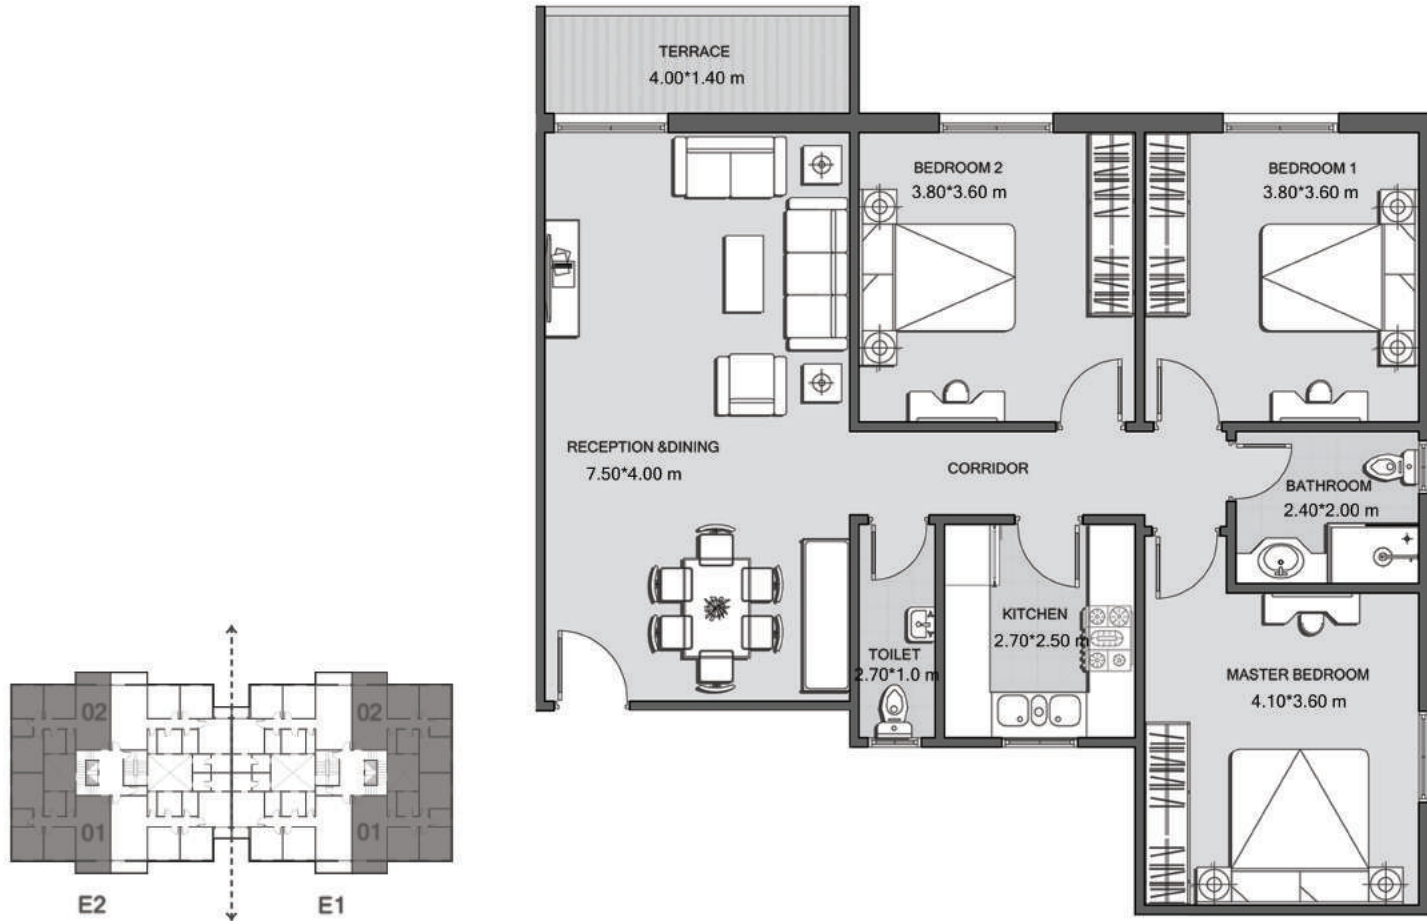 TERRACE
4.00*1.40 m
BEDROOM 2
3.80*3.60 m
BEDROOM 1
3.80*3.60 m
RECEPTION &DINING
7.50*4.00 m
CORRIDOR
BATHROOM
2.40*2.00 m
KITCHEN
2.70*2.50 m
TOILET
2.70*1.0 m
MASTER BEDROOM
4.10*3.60 m
02
02
01
01
E2
E1